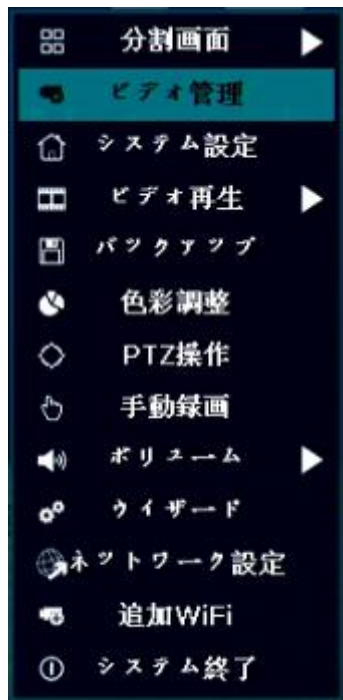 分割画面
ビデオ管理
システム設定
ビデオ再生
バックアップ
色彩調整
PTZ操作
手動録画
ボリューム
ウイザード
ネットワーク設定
追加WiFi
システム終了